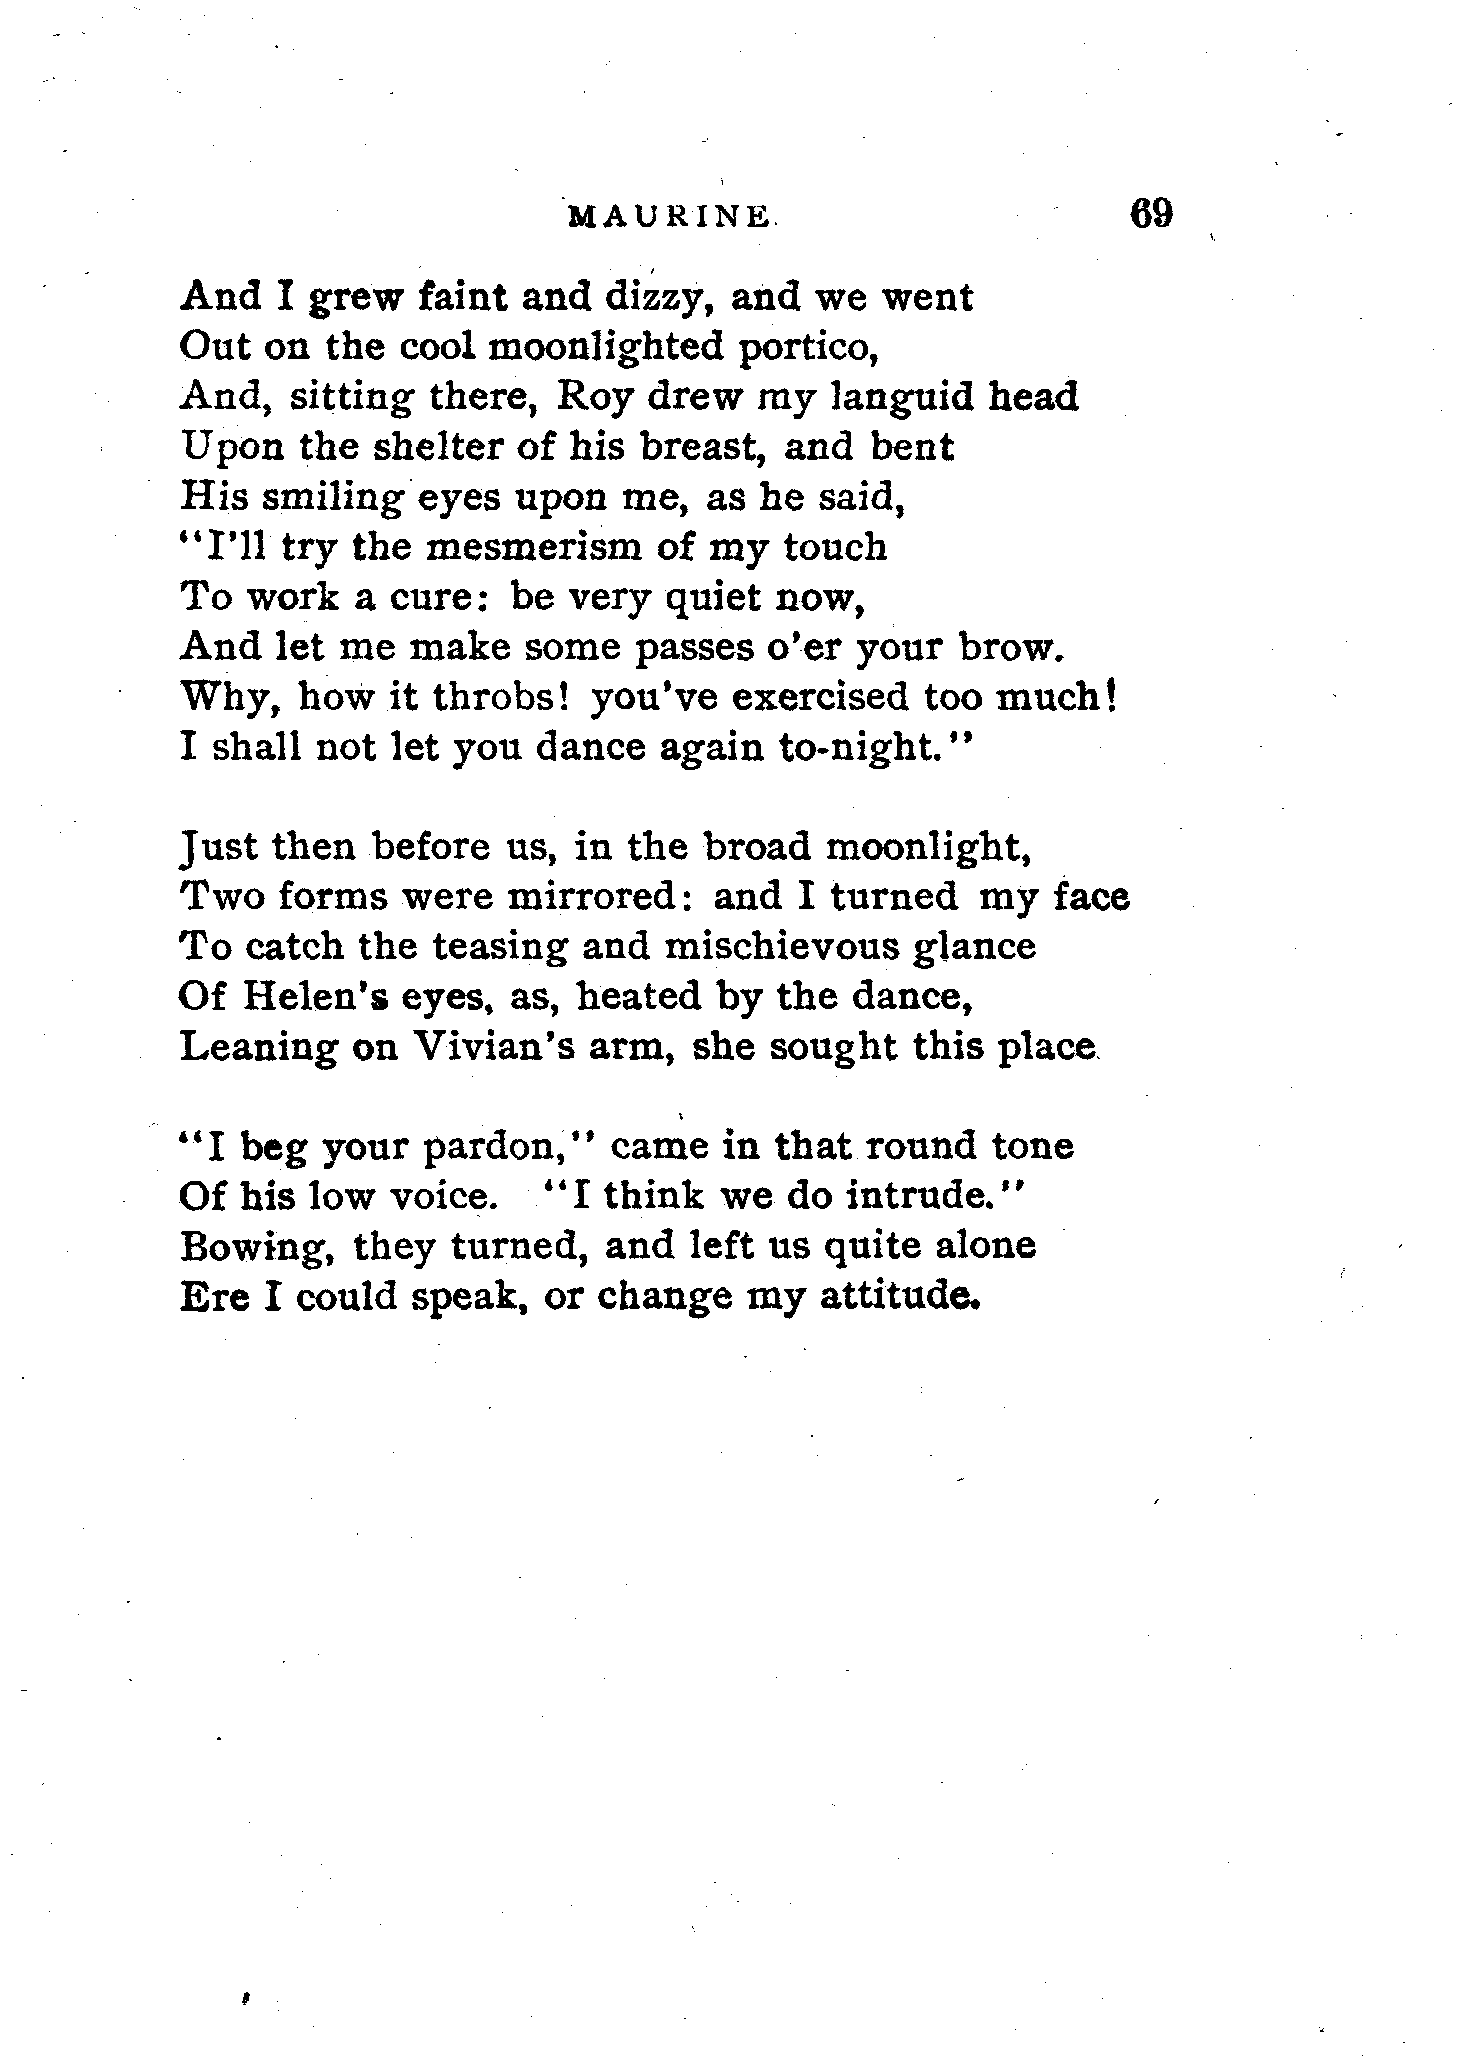 MAURINE. 69
And I grew faint and dizzy, and we went
Out on the cool moonlighted portico,
And, sitting there, Roy drew my languid head
Upon the shelter of his breast, and bent
His smiling eyes upon me, as he said,
“I’ll try the mesmerism of my touch
To work a cure: be very quiet now,
And let me make some passes o’er your brow.
Why, how it throbs! you’ve exercised too much!
I shall not let you dance again to-night.”

Just then before us, in the broad moonlight,
Two forms were mirrored: and I turned my face
To catch the teasing and mischievous glance
Of Helen’s eyes, as, heated by the dance,
Leaning on Vivian’s arm, she sought this place.

“I beg your pardon,” came in that round tone
Of his low voice. “I think we do intrude.”
Bowing, they turned, and left us quite alone
Ere I could speak, or change my attitude.